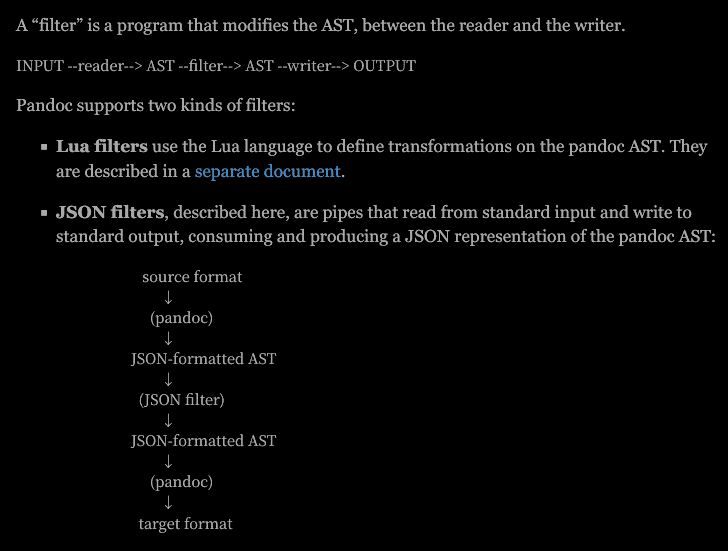 A “filter” is a program that modifies the AST, between the reader and the writer.
INPUT --reader--> AST --filter--> AST --writer--> OUTPUT
Pandoc supports two kinds of filters:
▪ Lua filters use the Lua language to define transformations on the pandoc AST. They
are described in a separate document.
▪ JSON filters, described here, are pipes that read from standard input and write to
standard output, consuming and producing a JSON representation of the pandoc AST:
source format
↓
(pandoc)
↓
JSON-formatted AST
↓
(JSON filter)
↓
JSON-formatted AST
↓
(pandoc)
↓
target format